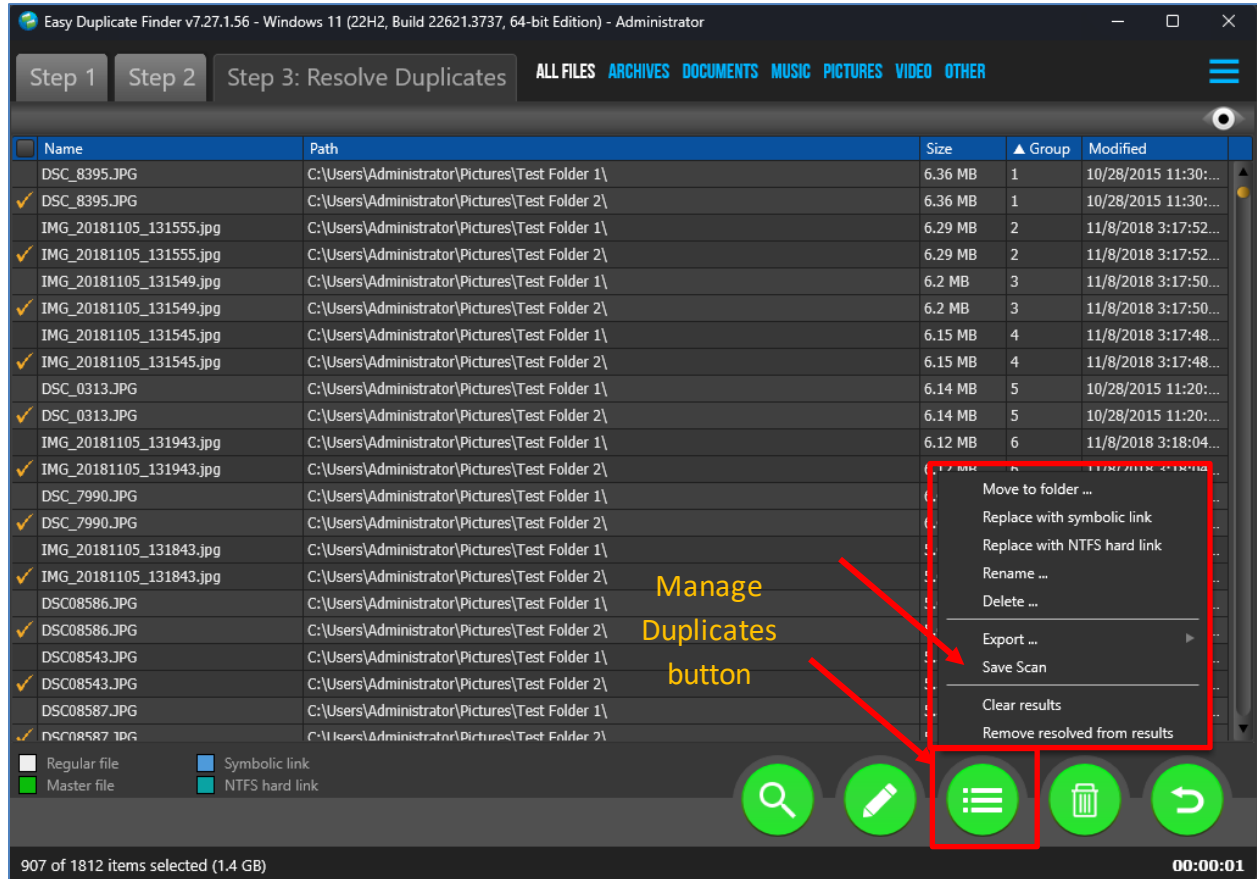 Easy Duplicate Finder v7.27.1.56 - Windows 11 (22H2, Build 22621.3737, 64-bit Edition) - Administrator
Step 1 Step 2 Step 3: Resolve Duplicates ALL FILES ARCHIVES DOCUMENTS MUSIC PICTURES VIDEO OTHER
Name Path Size ▲ Group Modified
DSC_8395.JPG C:\Users\Administrator\Pictures\Test Folder 1\ 6.36 MB 1 10/28/2015 11:30:...
DSC_8395.JPG C:\Users\Administrator\Pictures\Test Folder 2\ 6.36 MB 1 10/28/2015 11:30:...
IMG_20181105_131555.jpg C:\Users\Administrator\Pictures\Test Folder 1\ 6.29 MB 2 11/8/2018 3:17:52...
IMG_20181105_131555.jpg C:\Users\Administrator\Pictures\Test Folder 2\ 6.29 MB 2 11/8/2018 3:17:52...
IMG_20181105_131549.jpg C:\Users\Administrator\Pictures\Test Folder 1\ 6.2 MB 3 11/8/2018 3:17:50...
IMG_20181105_131549.jpg C:\Users\Administrator\Pictures\Test Folder 2\ 6.2 MB 3 11/8/2018 3:17:50...
IMG_20181105_131545.jpg C:\Users\Administrator\Pictures\Test Folder 1\ 6.15 MB 4 11/8/2018 3:17:48...
IMG_20181105_131545.jpg C:\Users\Administrator\Pictures\Test Folder 2\ 6.15 MB 4 11/8/2018 3:17:48...
DSC_0313.JPG C:\Users\Administrator\Pictures\Test Folder 1\ 6.14 MB 5 10/28/2015 11:20:...
DSC_0313.JPG C:\Users\Administrator\Pictures\Test Folder 2\ 6.14 MB 5 10/28/2015 11:20:...
IMG_20181105_131943.jpg C:\Users\Administrator\Pictures\Test Folder 1\ 6.12 MB 6 11/8/2018 3:18:04...
IMG_20181105_131943.jpg C:\Users\Administrator\Pictures\Test Folder 2\ 6.12 MB 6 11/8/2018 3:18:04...
DSC_7990.JPG C:\Users\Administrator\Pictures\Test Folder 1\
DSC_7990.JPG C:\Users\Administrator\Pictures\Test Folder 2\
IMG_20181105_131843.jpg C:\Users\Administrator\Pictures\Test Folder 1\
IMG_20181105_131843.jpg C:\Users\Administrator\Pictures\Test Folder 2\
DSC08586.JPG C:\Users\Administrator\Pictures\Test Folder 1\
DSC08586.JPG C:\Users\Administrator\Pictures\Test Folder 2\
DSC08543.JPG C:\Users\Administrator\Pictures\Test Folder 1\
DSC08543.JPG C:\Users\Administrator\Pictures\Test Folder 2\
DSC08587.JPG C:\Users\Administrator\Pictures\Test Folder 1\
DSC08587.JPG C:\Users\Administrator\Pictures\Test Folder 2\
Manage
Duplicates
button
Move to folder ...
Replace with symbolic link
Replace with NTFS hard link
Rename ...
Delete ...
Export ...
Save Scan
Clear results
Remove resolved from results
Regular file Symbolic link
Master file NTFS hard link
907 of 1812 items selected (1.4 GB) 00:00:01